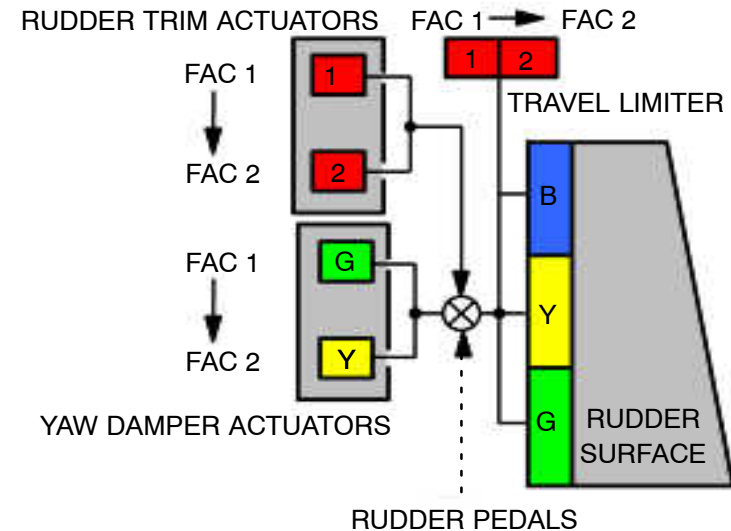 RUDDER TRIM ACTUATORS
FAC 1
FAC 2
1
2
FAC 1 FAC 2
1 2
TRAVEL LIMITER
FAC 1
FAC 2
G
Y
YAW DAMPER ACTUATORS
B
Y
G
RUDDER
SURFACE
RUDDER PEDALS